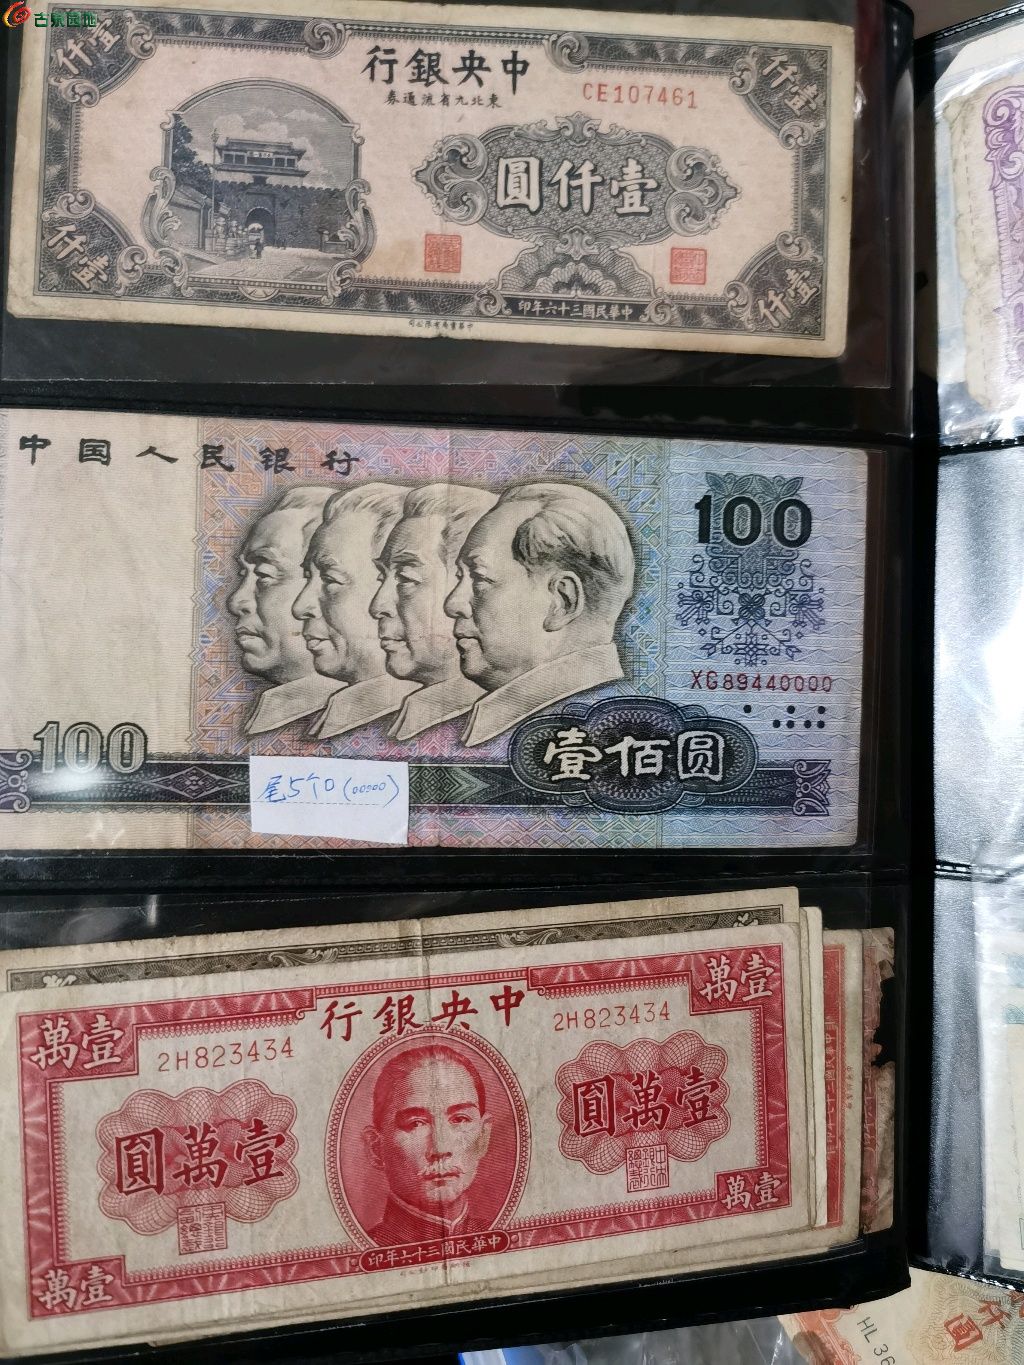 古泉园地
壹仟
行銀央中
券通流省九北東
CE107461
壹仟
圓仟壹
壹仟
印年六十三國民華中
壹仟
中国人民银行
100
XG89440000
100
壹佰圆
尾5个0(00000)
行銀央中
萬壹
萬壹
2H823434
2H823434
圓萬壹
圓萬壹
萬壹
印年六十三國民華中
萬壹
HL36
仟圓